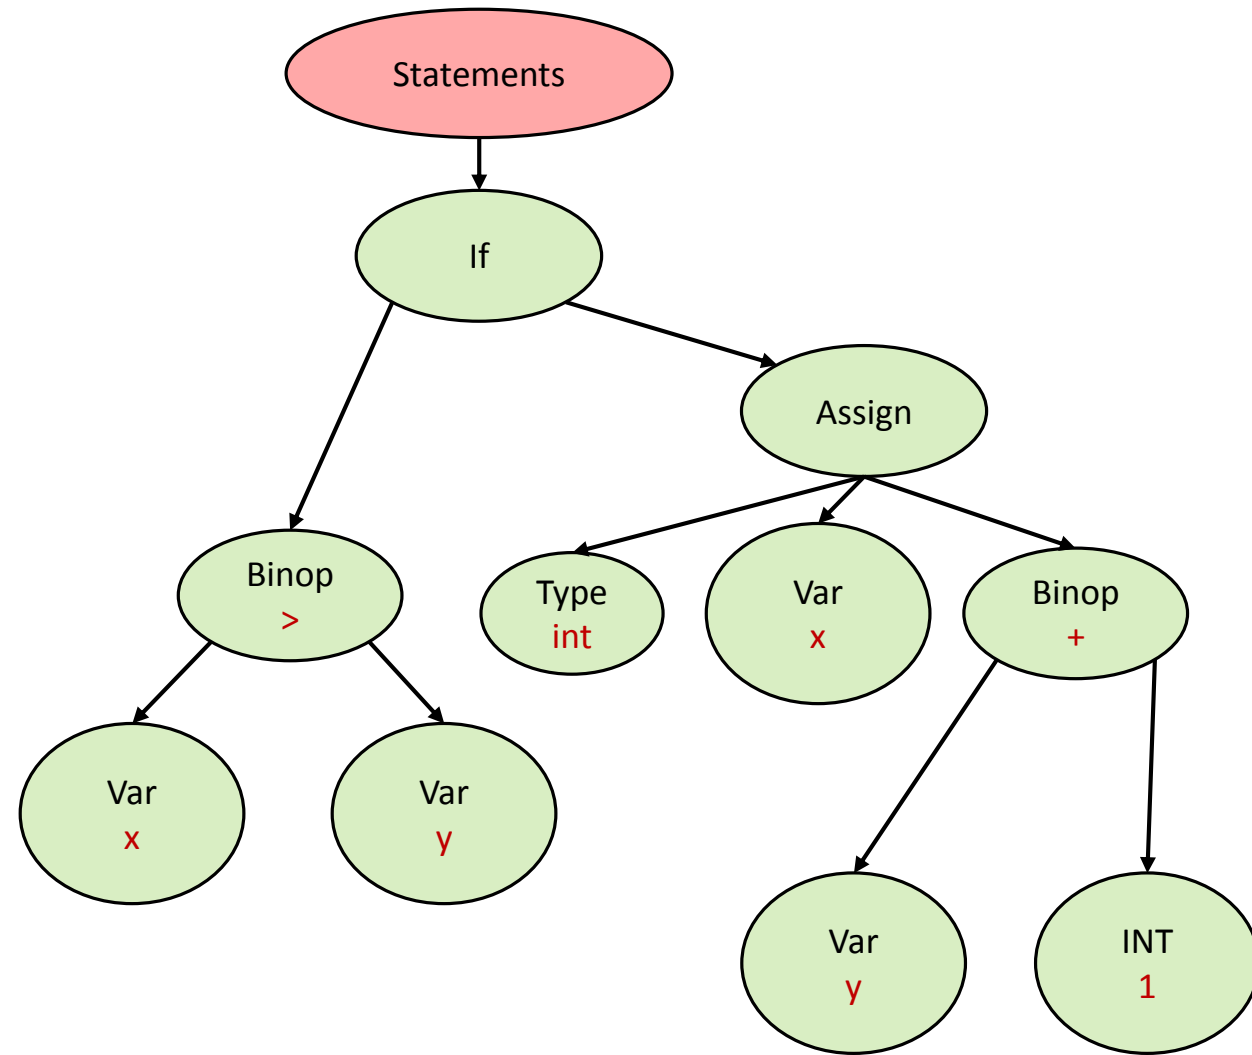 Statements
If
Assign
Binop
>
Type
int
Var
x
Binop
+
Var
x
Var
y
Var
y
INT
1